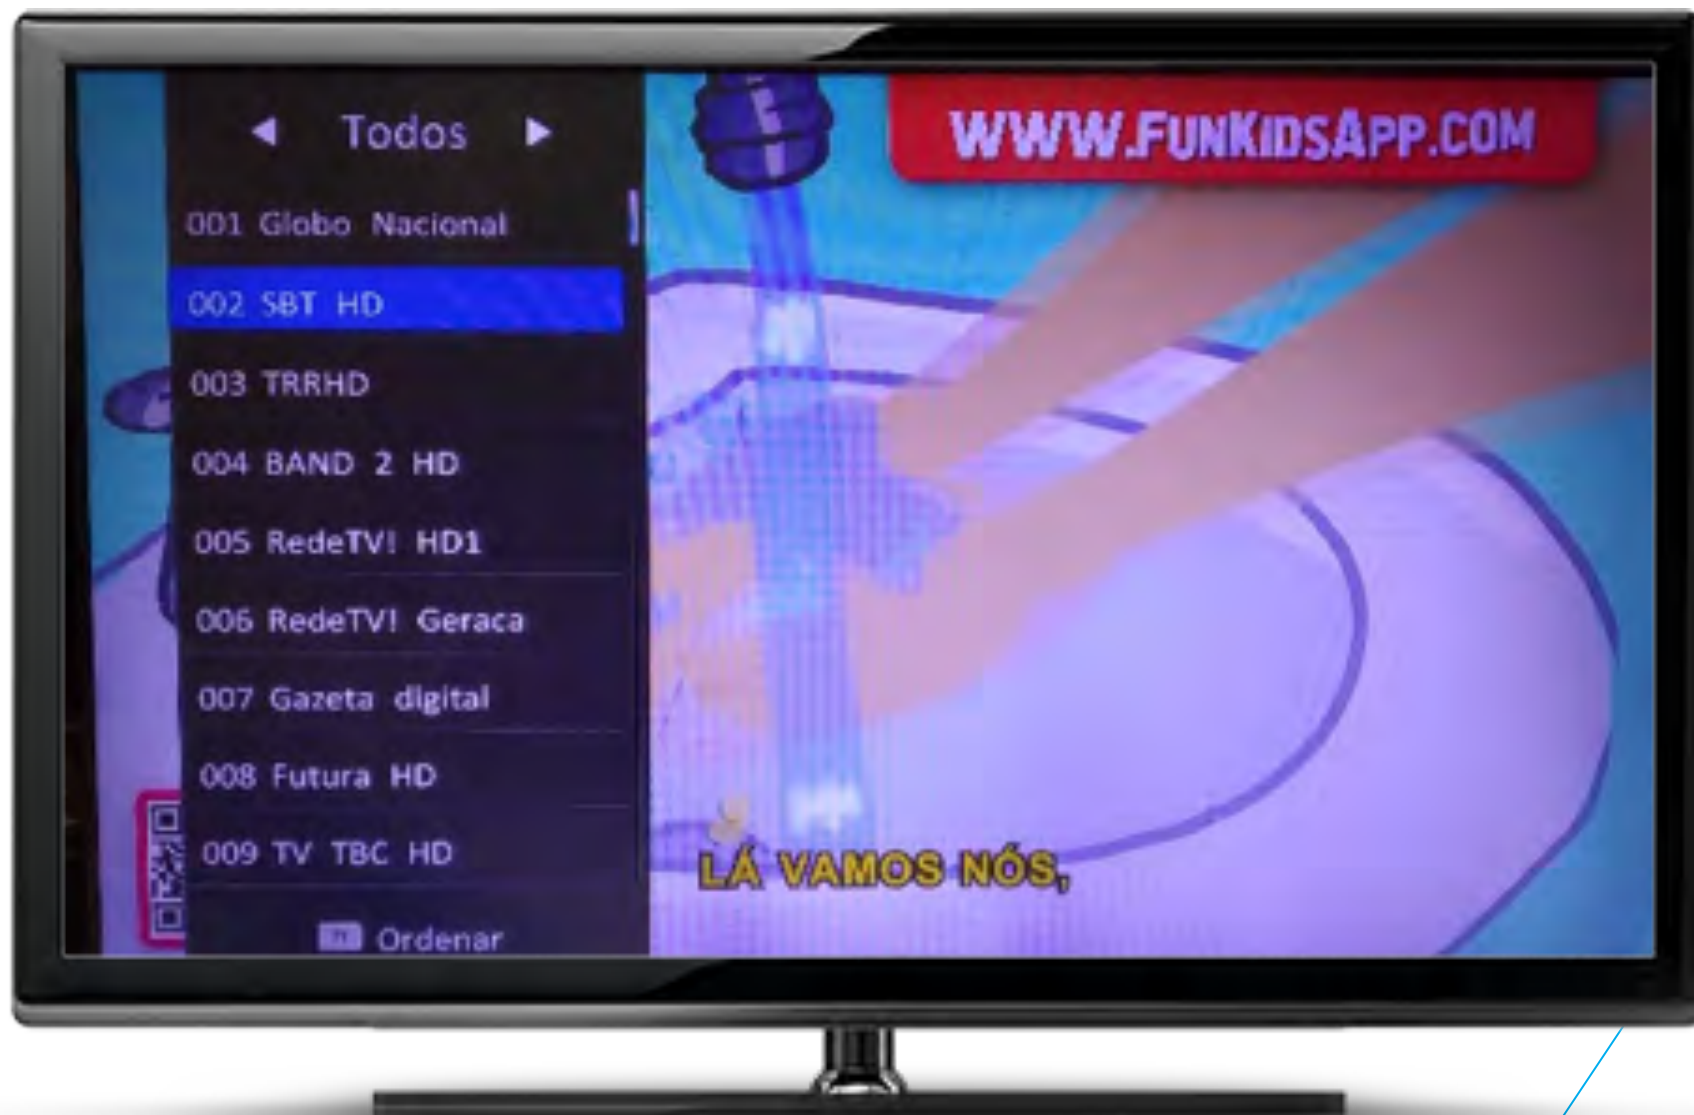 Todos
001 Globo Nacional
002 SBT HD
003 TRRHD
004 BAND 2 HD
005 RedeTV! HD1
006 RedeTV! Geraca
007 Gazeta digital
008 Futura HD
009 TV TBC HD
Ordenar
WWW.FUNKIDSAPP.COM
LÁ VAMOS NÓS,